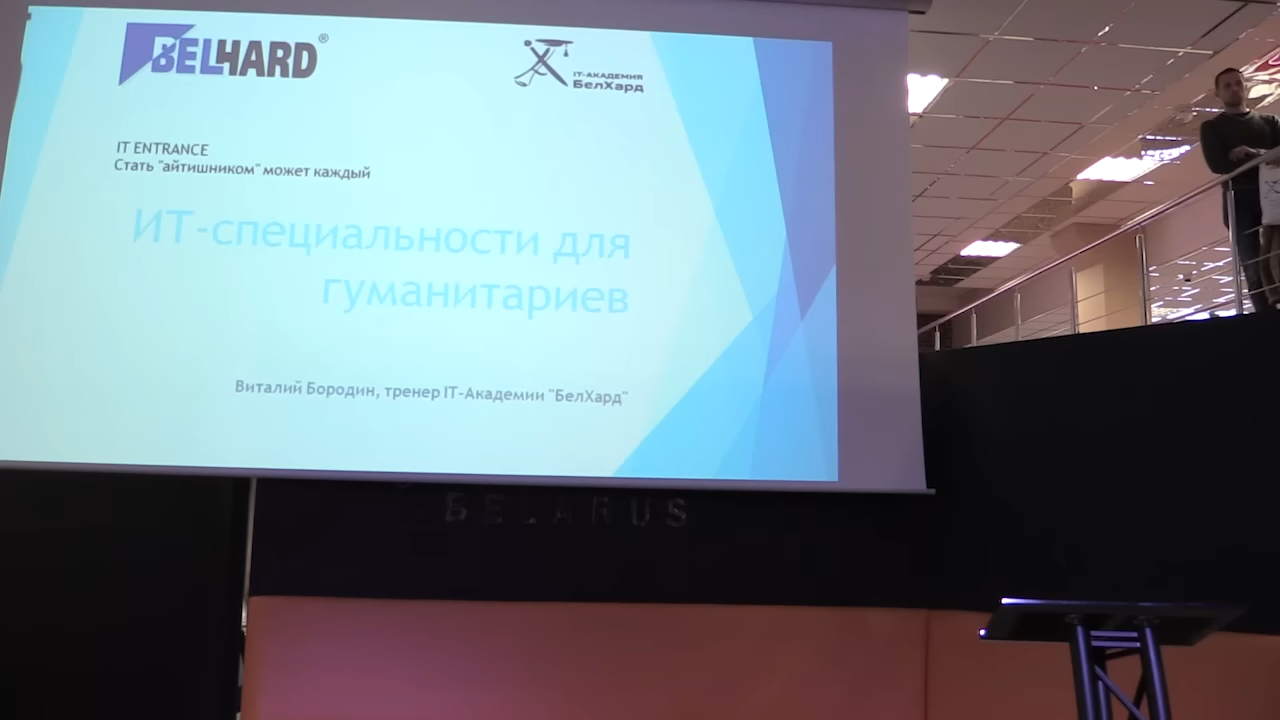 BELHARD®
IT-АКАДЕМИЯ
БелХард
IT ENTRANCE
Стать "айтишником" может каждый
ИТ-специальности для
гуманитариев
Виталий Бородин, тренер IT-Академии "БелХард"
BELARUS